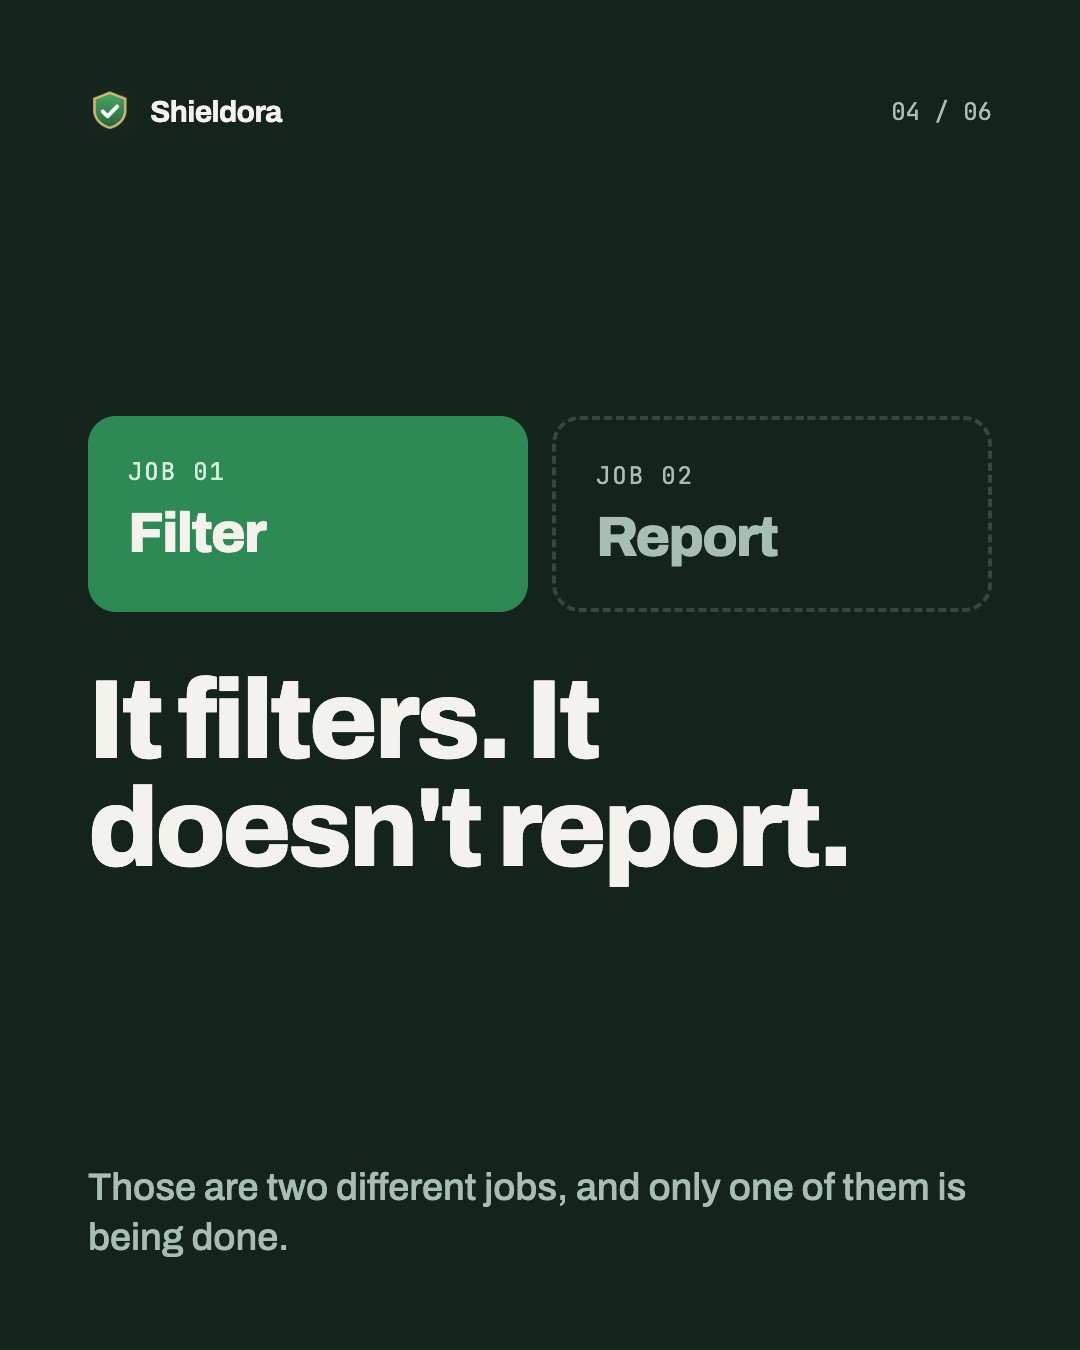 Shieldora
04 / 06
JOB 01
Filter
JOB 02
Report
It filters. It
doesn't report.
Those are two different jobs, and only one of them is
being done.